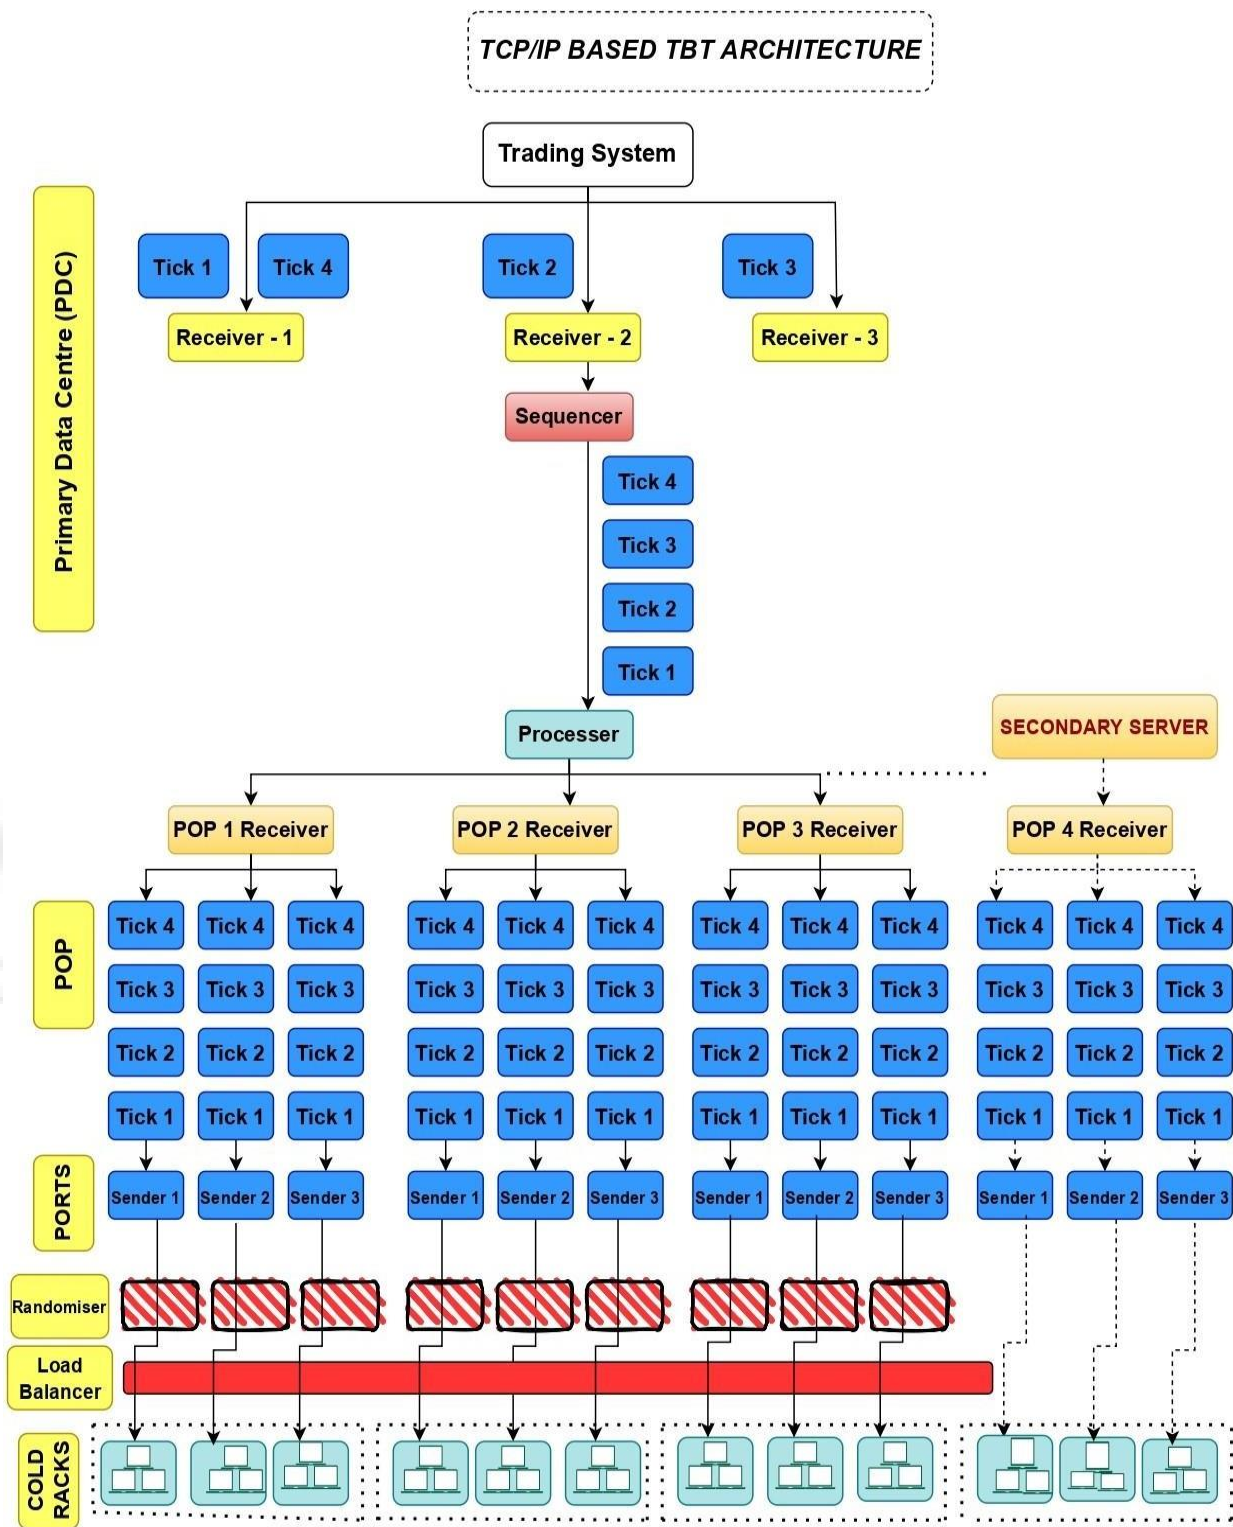 TCP/IP BASED TBT ARCHITECTURE
Trading System
Primary Data Centre (PDC)
Tick 1 Tick 4 Tick 2 Tick 3
Receiver - 1 Receiver - 2 Receiver - 3
Sequencer
Tick 4
Tick 3
Tick 2
Tick 1
Processer
SECONDARY SERVER
POP 1 Receiver POP 2 Receiver POP 3 Receiver POP 4 Receiver
POP
Tick 4 Tick 4 Tick 4 Tick 4 Tick 4 Tick 4 Tick 4 Tick 4 Tick 4 Tick 4 Tick 4 Tick 4
Tick 3 Tick 3 Tick 3 Tick 3 Tick 3 Tick 3 Tick 3 Tick 3 Tick 3 Tick 3 Tick 3 Tick 3
Tick 2 Tick 2 Tick 2 Tick 2 Tick 2 Tick 2 Tick 2 Tick 2 Tick 2 Tick 2 Tick 2 Tick 2
Tick 1 Tick 1 Tick 1 Tick 1 Tick 1 Tick 1 Tick 1 Tick 1 Tick 1 Tick 1 Tick 1 Tick 1
PORTS
Sender 1 Sender 2 Sender 3 Sender 1 Sender 2 Sender 3 Sender 1 Sender 2 Sender 3 Sender 1 Sender 2 Sender 3
Randomiser
Load
Balancer
COLD
RACKS